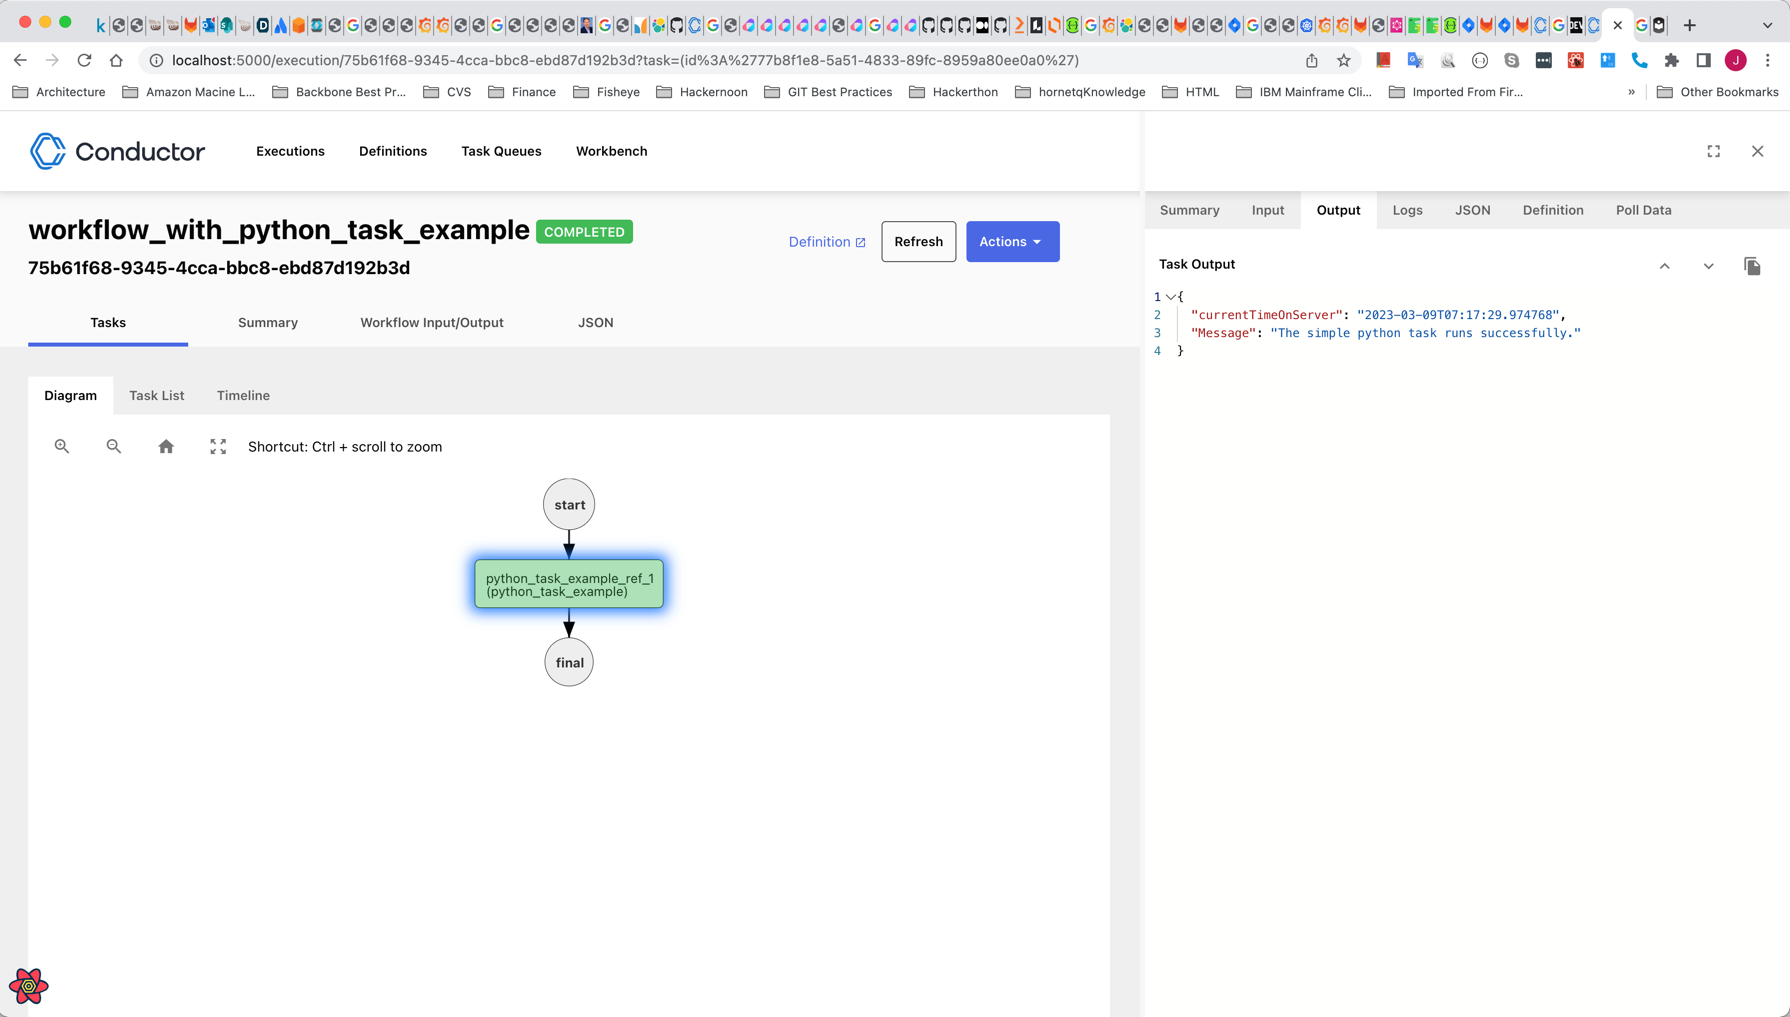 localhost:5000/execution/75b61f68-9345-4cca-bbc8-ebd87d192b3d?task=(id%3A%2777b8f1e8-5a51-4833-89fc-8959a80ee0a0%27)
Architecture Amazon Macine L... Backbone Best Pr... CVS Finance Fisheye Hackernoon GIT Best Practices Hackerthon hornetqKnowledge HTML IBM Mainframe Cli... Imported From Fir... » Other Bookmarks
Conductor Executions Definitions Task Queues Workbench
workflow_with_python_task_example COMPLETED
75b61f68-9345-4cca-bbc8-ebd87d192b3d
Definition Refresh Actions
Tasks Summary Workflow Input/Output JSON
Diagram Task List Timeline
Shortcut: Ctrl + scroll to zoom
start
python_task_example_ref_1
(python_task_example)
final
Summary Input Output Logs JSON Definition Poll Data
Task Output
1 {
2 "currentTimeOnServer": "2023-03-09T07:17:29.974768",
3 "Message": "The simple python task runs successfully."
4 }